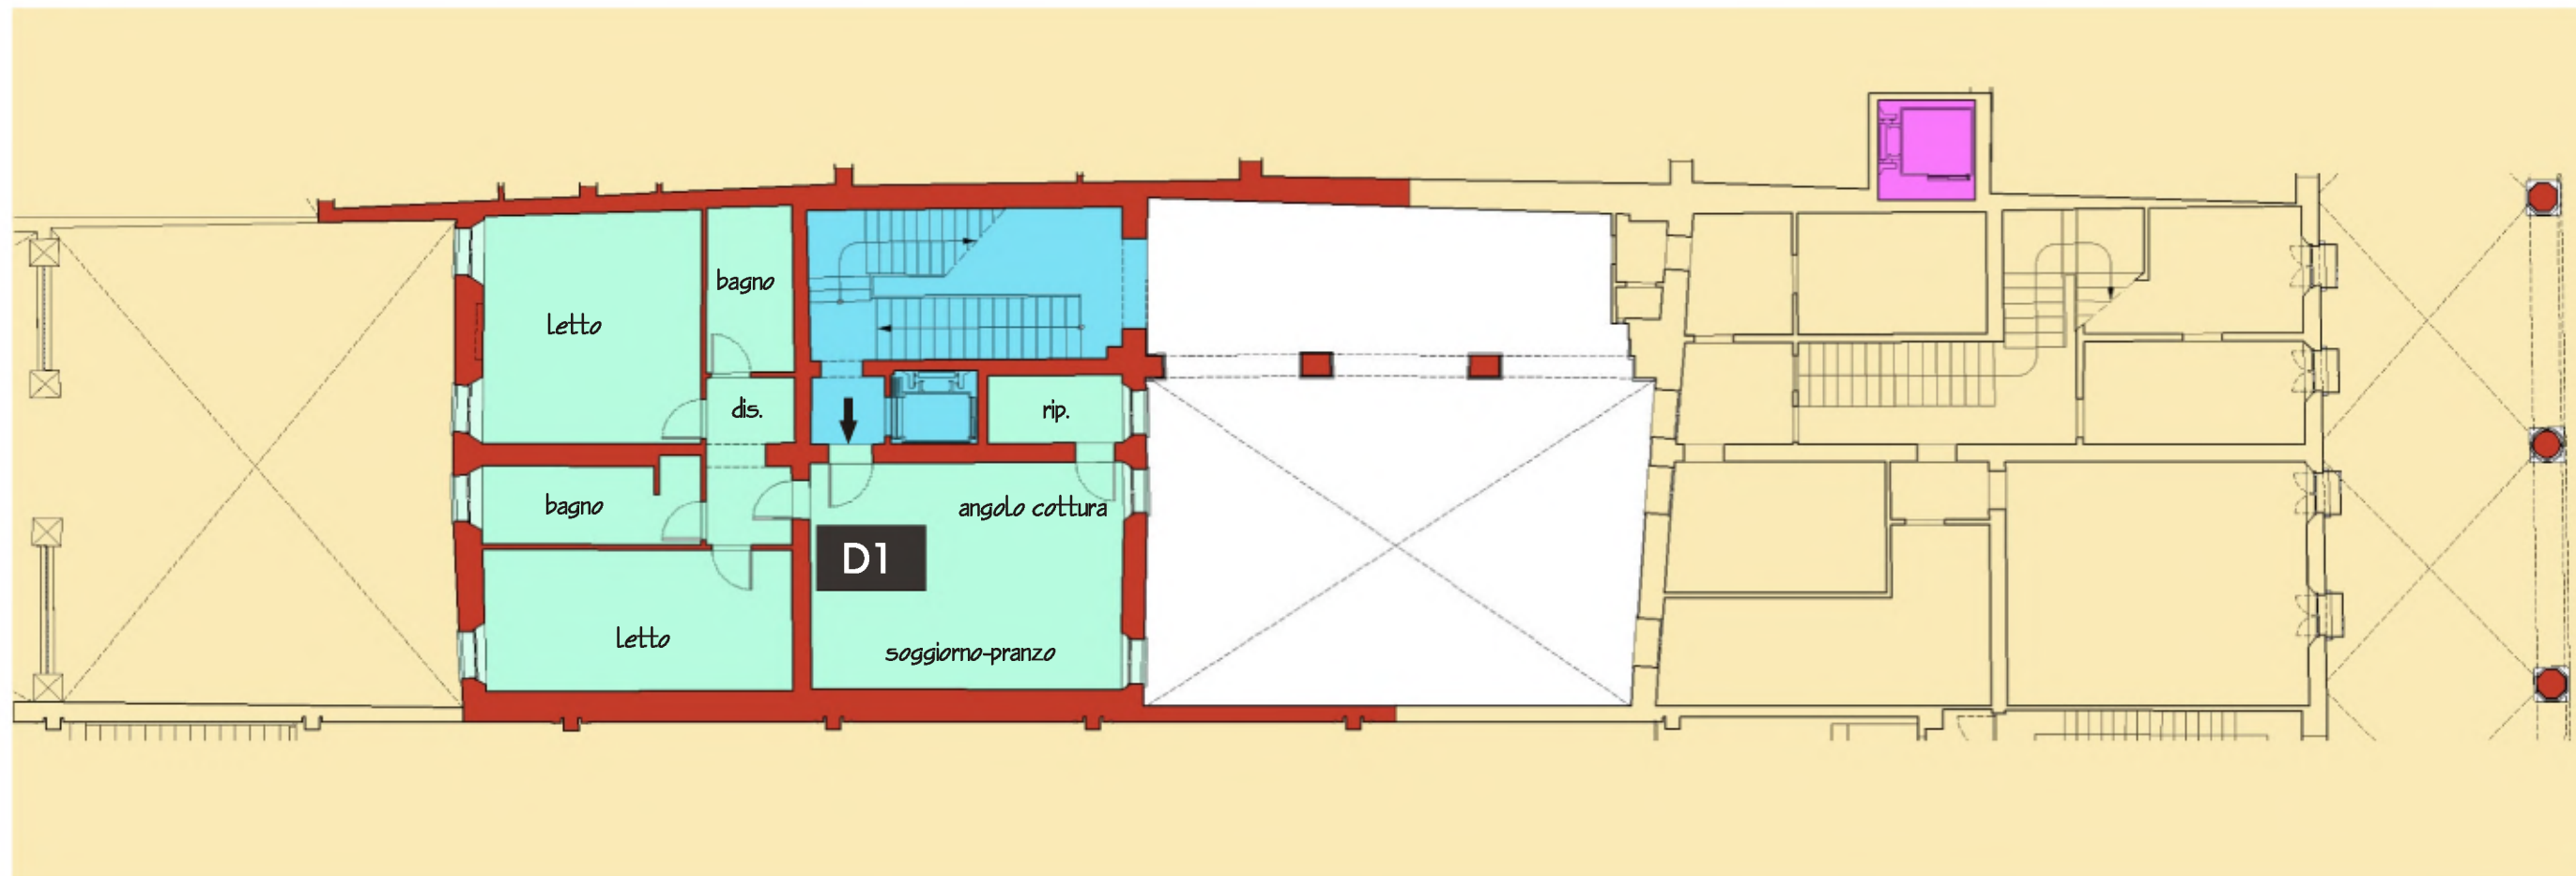 bagno
letto
dis.
rip.
bagno
angolo cottura
D1
letto
soggiorno-pranzo